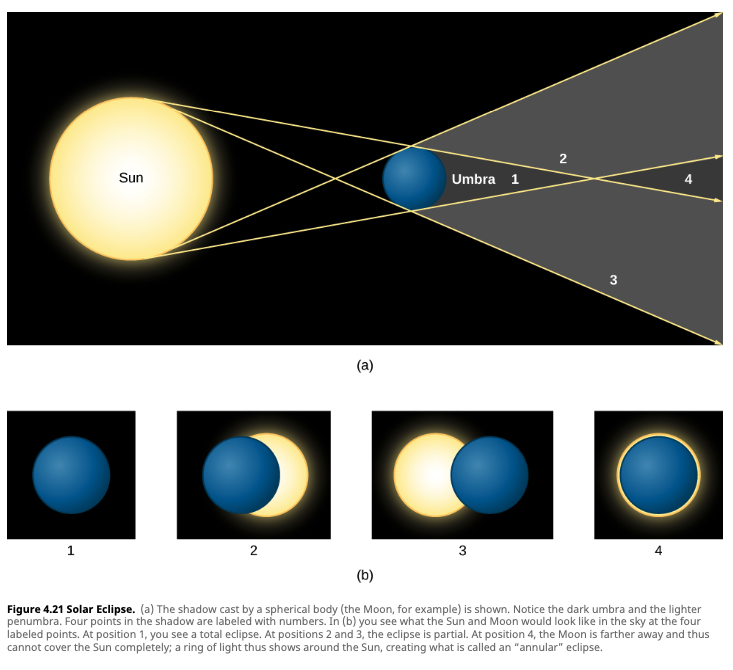 Sun
Umbra 1
2
4
3
(a)
1
2
3
4
(b)
Figure 4.21 Solar Eclipse. (a) The shadow cast by a spherical body (the Moon, for example) is shown. Notice the dark umbra and the lighter
penumbra. Four points in the shadow are labeled with numbers. In (b) you see what the Sun and Moon would look like in the sky at the four
labeled points. At position 1, you see a total eclipse. At positions 2 and 3, the eclipse is partial. At position 4, the Moon is farther away and thus
cannot cover the Sun completely; a ring of light thus shows around the Sun, creating what is called an “annular” eclipse.